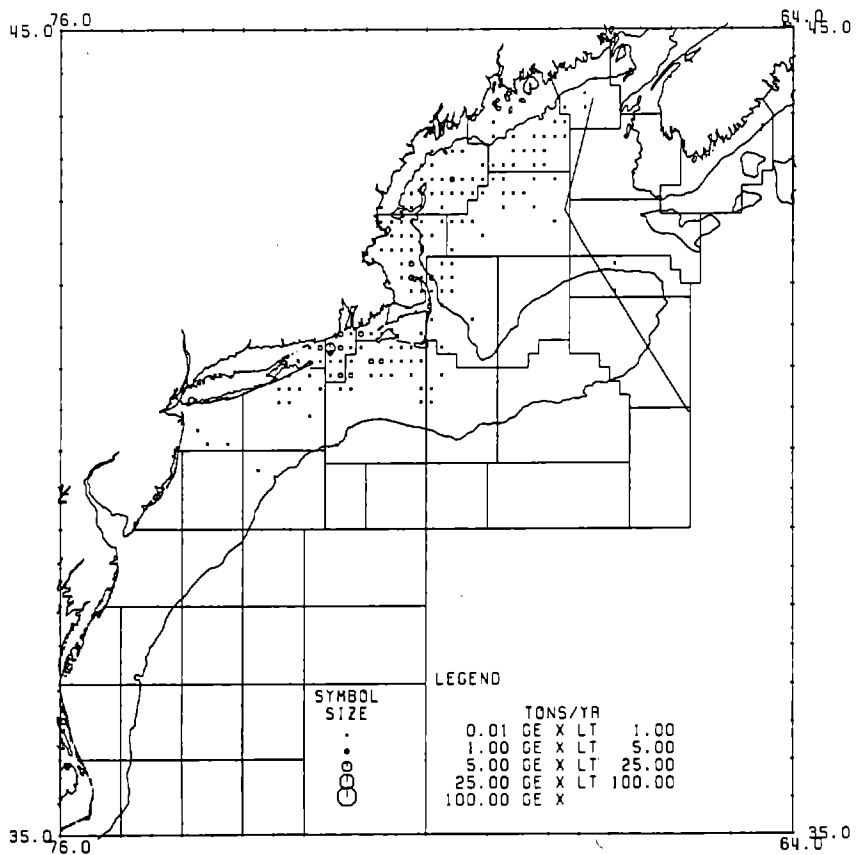 76.0 64.0
45.0 45.0
LEGEND
SYMBOL
SIZE
TONS/YR
0.01 GE X LT 1.00
1.00 GE X LT 5.00
5.00 GE X LT 25.00
25.00 GE X LT 100.00
100.00 GE X
35.0 35.0
76.0 64.0